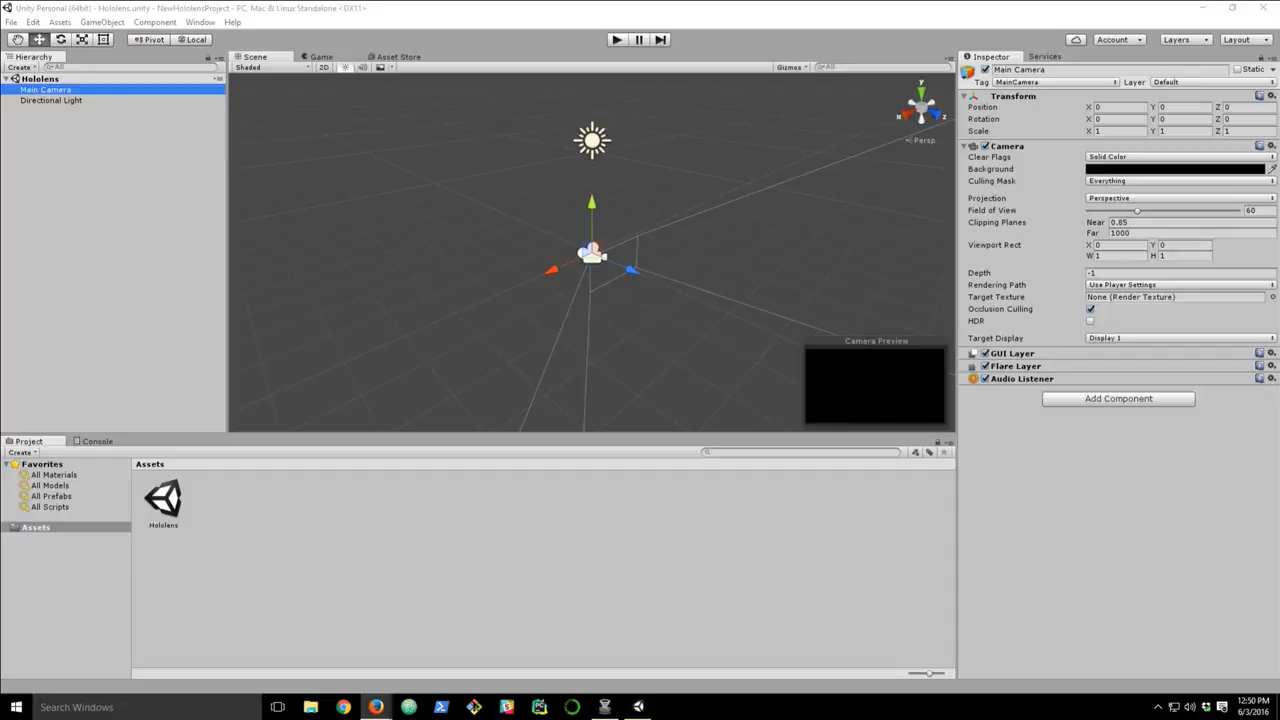 Unity Personal (64bit) - Hololens.unity - NewHololensProject - PC, Mac & Linux Standalone <DX11>
File Edit Assets GameObject Component Window Help
Pivot Local Account Layers Layout
Hierarchy
Create All
Hololens
Main Camera
Directional Light
Scene Game Asset Store
Shaded 2D Gizmos All
y
x z
Persp
Camera Preview
Inspector Services
Main Camera Static
Tag MainCamera Layer Default
Transform
Position X 0 Y 0 Z 0
Rotation X 0 Y 0 Z 0
Scale X 1 Y 1 Z 1
Camera
Clear Flags Solid Color
Background
Culling Mask Everything
Projection Perspective
Field of View 60
Clipping Planes Near 0.85
Far 1000
Viewport Rect X 0 Y 0
W 1 H 1
Depth -1
Rendering Path Use Player Settings
Target Texture None (Render Texture)
Occlusion Culling
HDR
Target Display Display 1
GUI Layer
Flare Layer
Audio Listener
Add Component
Project Console
Create
Favorites
All Materials
All Models
All Prefabs
All Scripts
Assets
Assets
Hololens
Search Windows
12:50 PM
6/3/2016